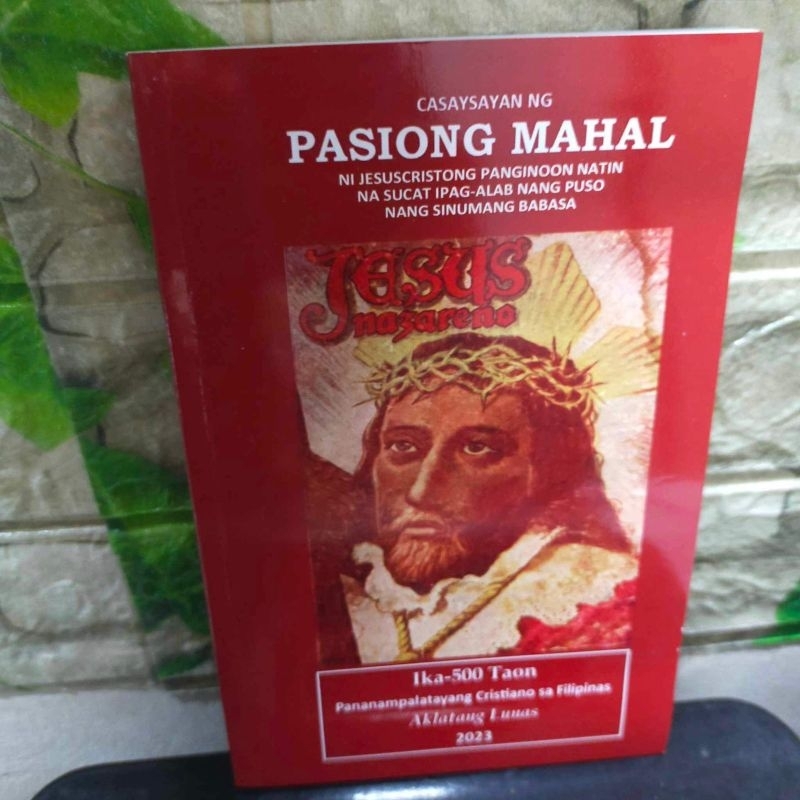 CASAYSAYAN NG
PASIONG MAHAL
NI JESUSCRISTONG PANGINOON NATIN
NA SUCAT IPAG-ALAB NANG PUSO
NANG SINUMANG BABASA
JESUS
nazareno
Ika-500 Taon
Pananampalatayang Cristiano sa Filipinas
Aklatang Lunas
2023